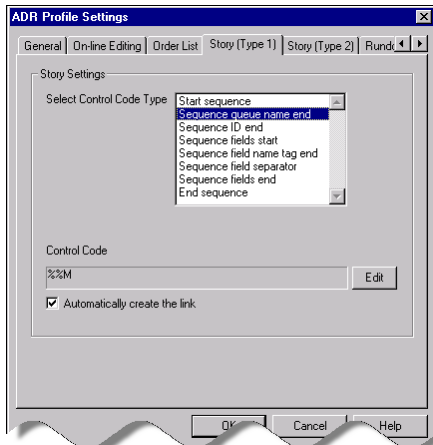 ADR Profile Settings
General On-line Editing Order List Story (Type 1) Story (Type 2)
Story Settings
Select Control Code Type
Start sequence
Sequence queue name end
Sequence ID end
Sequence fields start
Sequence field name tag end
Sequence field separator
Sequence fields end
End sequence
Control Code
%%M Edit
Automatically create the link
OK Cancel Help